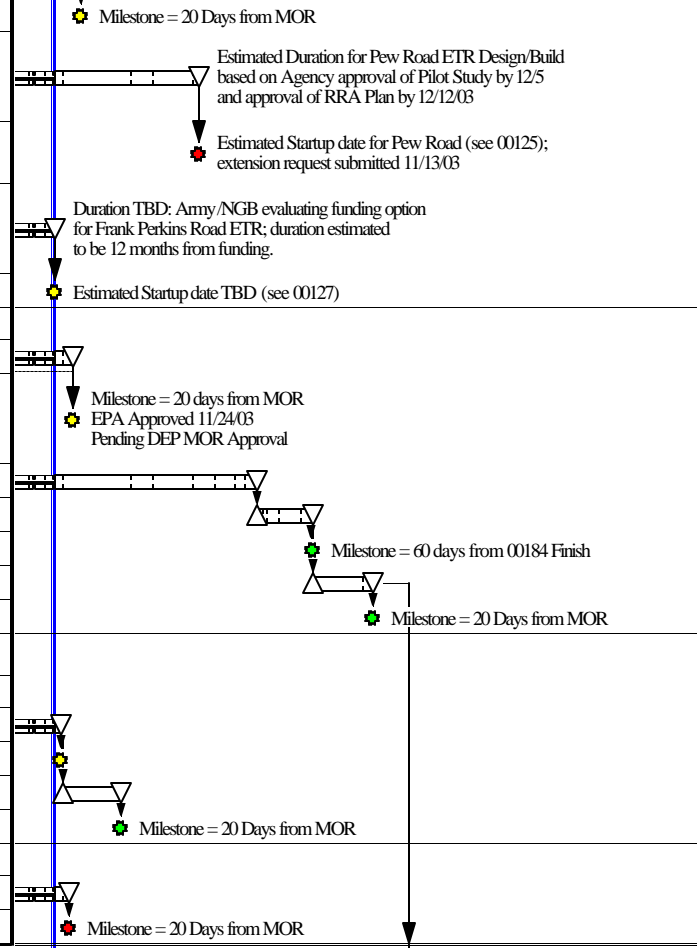 Milestone = 20 Days from MOR
Estimated Duration for Pew Road ETR Design/Build
based on Agency approval of Pilot Study by 12/5
and approval of RRA Plan by 12/12/03
Estimated Startup date for Pew Road (see 00125);
extension request submitted 11/13/03
Duration TBD: Army/NGB evaluating funding option
for Frank Perkins Road ETR; duration estimated
to be 12 months from funding.
Estimated Startup date TBD (see 00127)
Milestone = 20 days from MOR
EPA Approved 11/24/03
Pending DEP MOR Approval
Milestone = 60 days from 00184 Finish
Milestone = 20 Days from MOR
Milestone = 20 Days from MOR
Milestone = 20 Days from MOR